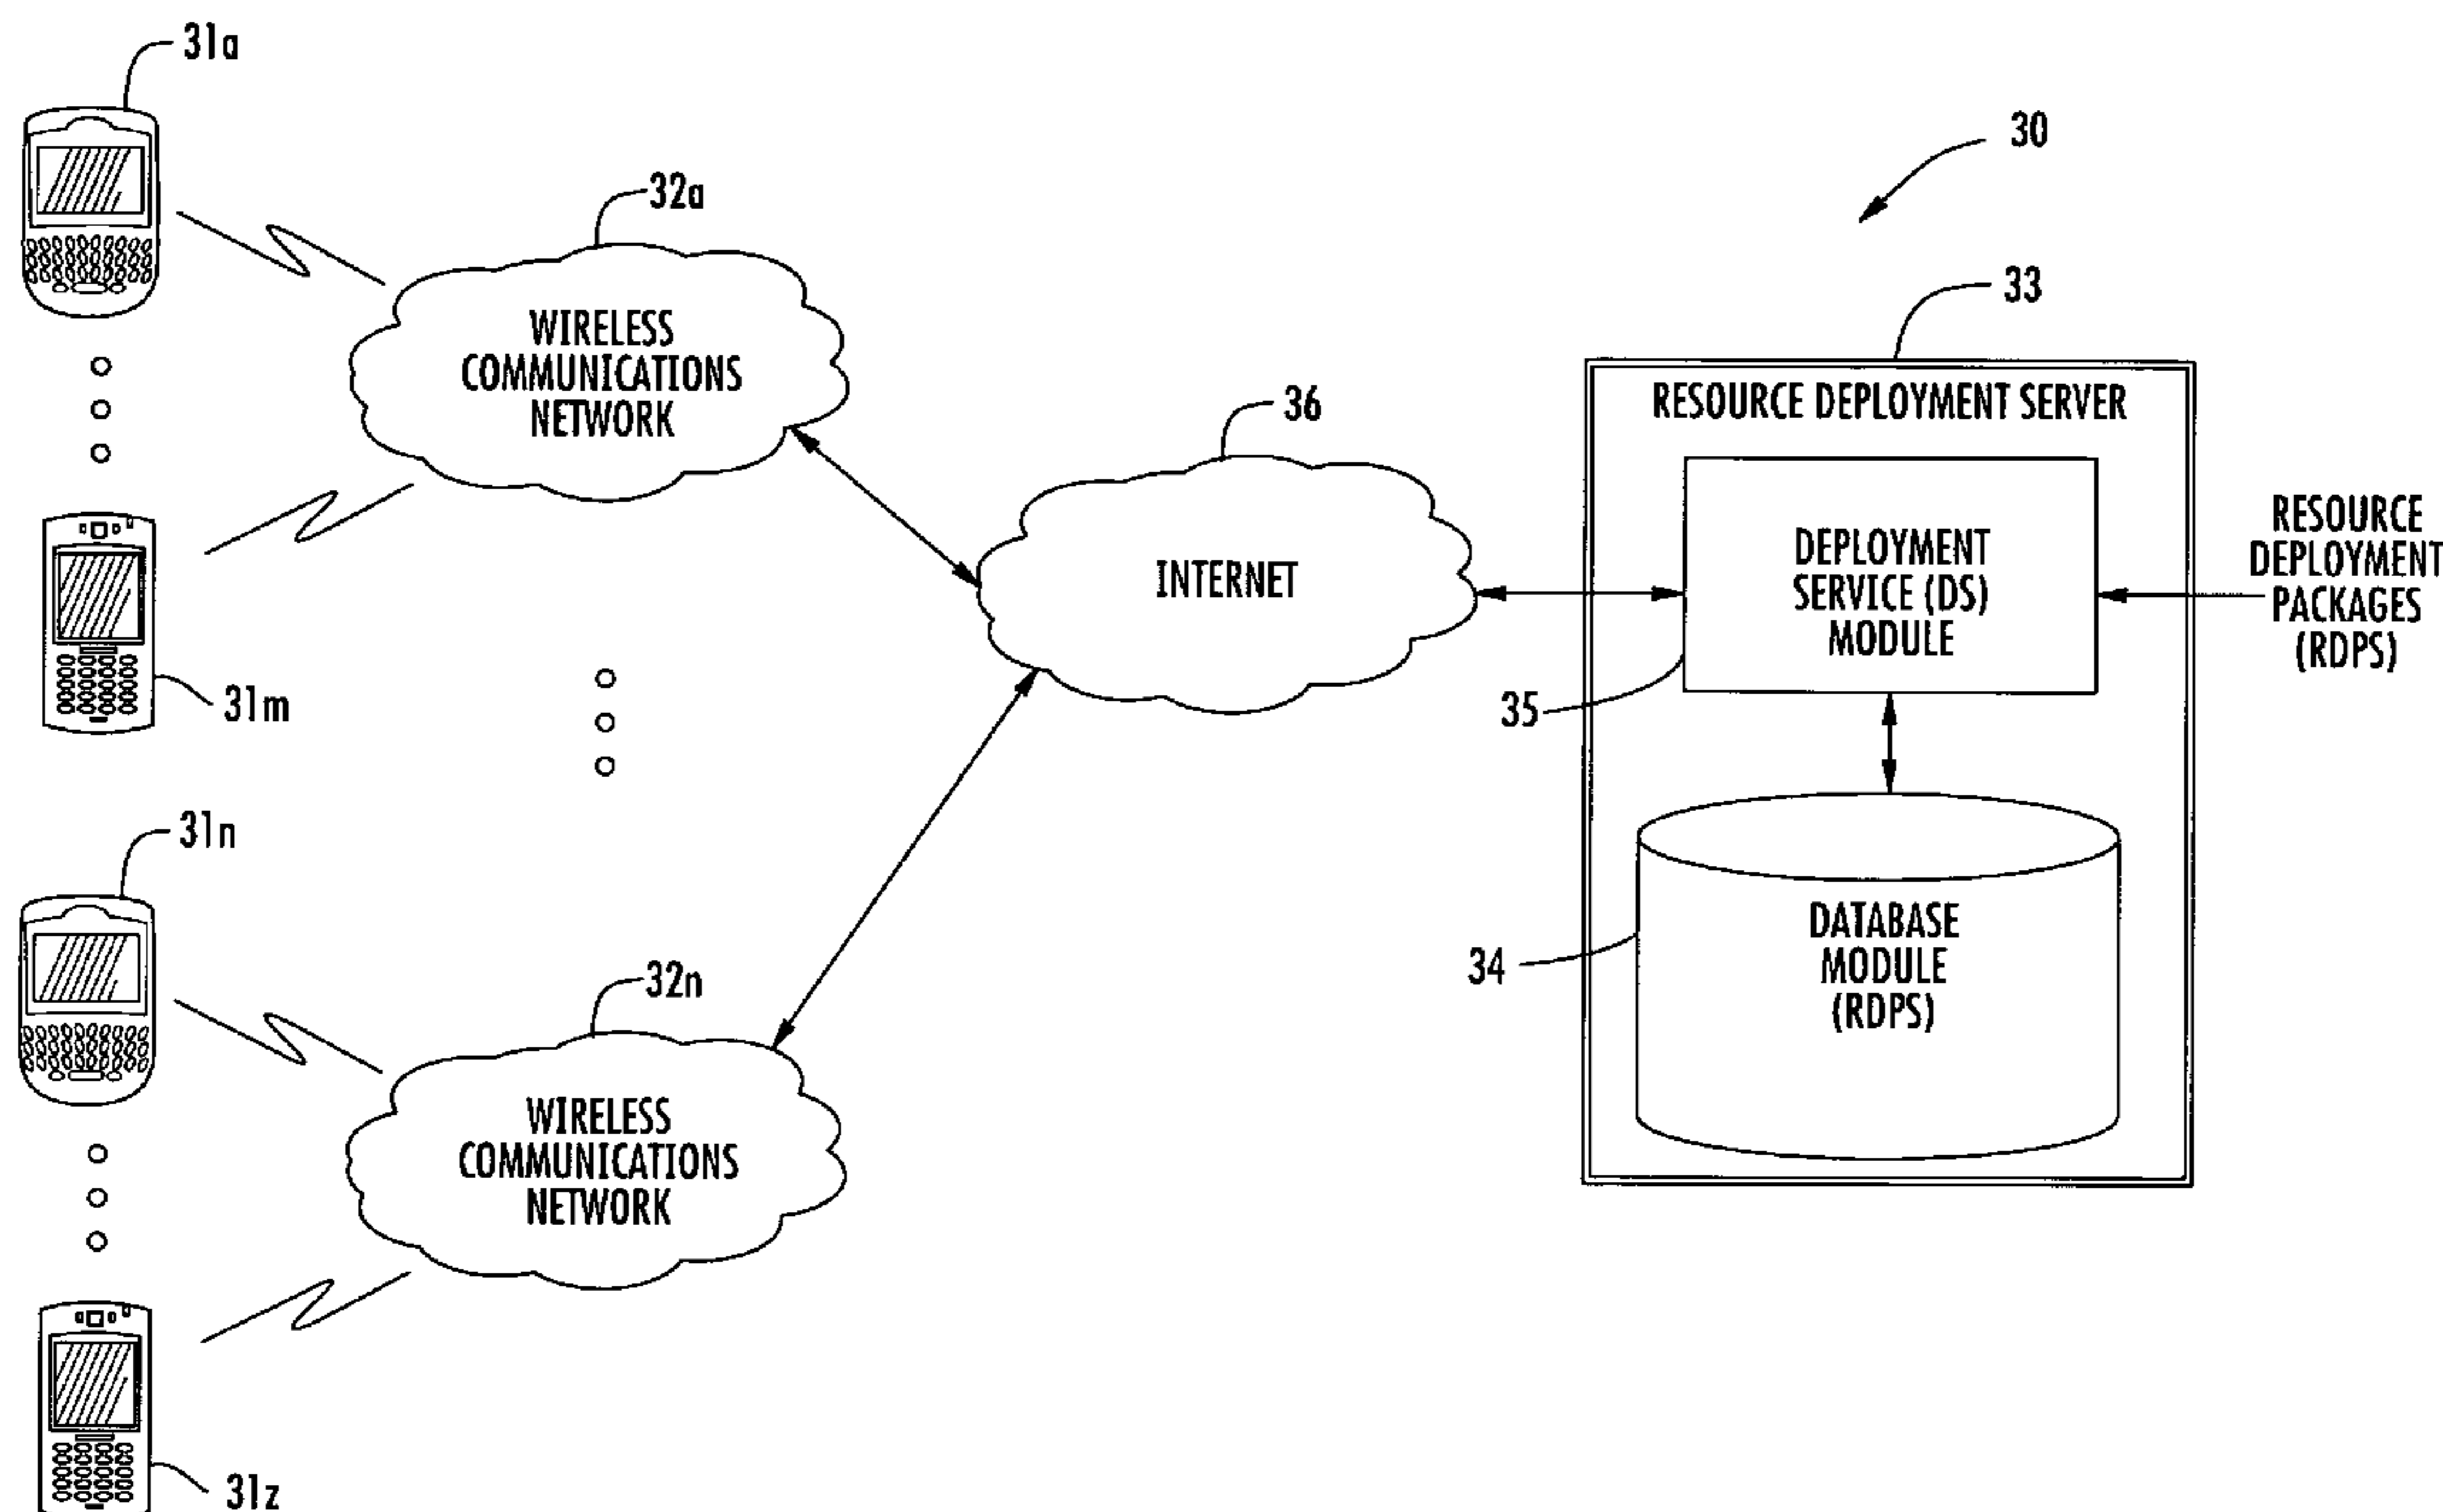 31a
32a
30
33
WIRELESS
COMMUNICATIONS
NETWORK
36
RESOURCE DEPLOYMENT SERVER
INTERNET
DEPLOYMENT
SERVICE (DS)
MODULE
RESOURCE
DEPLOYMENT
PACKAGES
(RDPS)
31m
35
31n
32n
34
DATABASE
MODULE
(RDPS)
WIRELESS
COMMUNICATIONS
NETWORK
31z